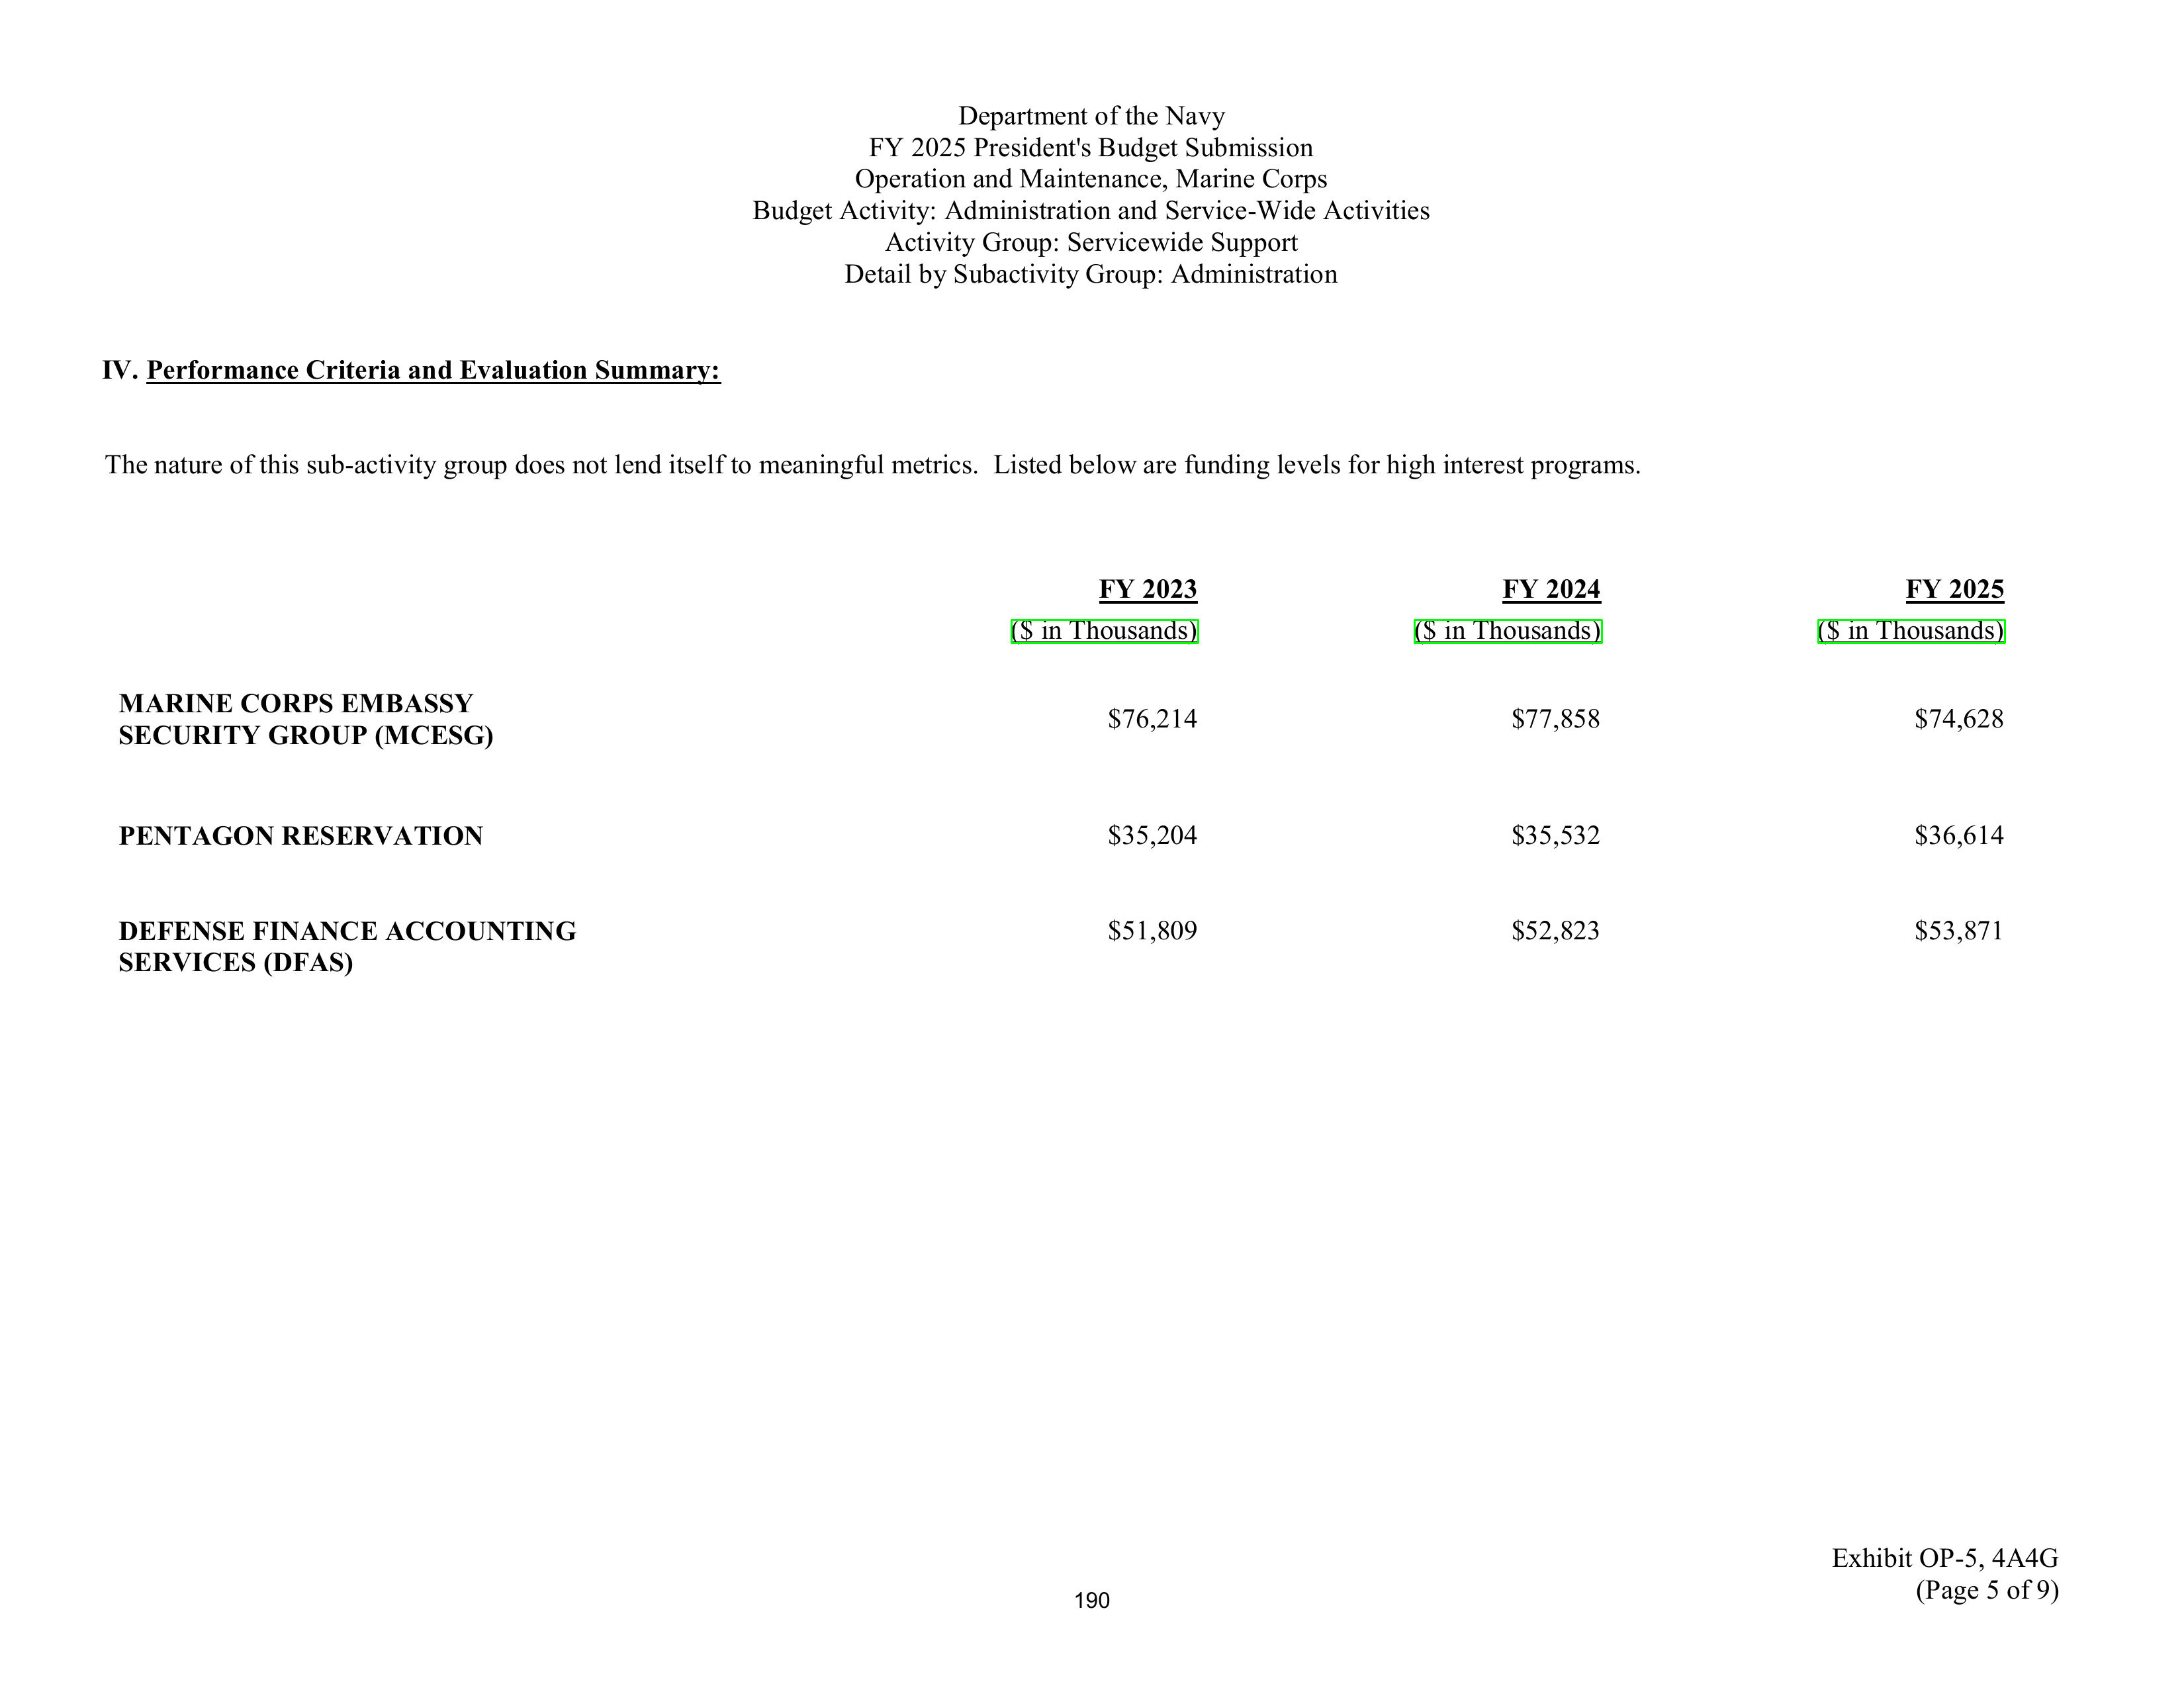 Department of the Navy
FY 2025 President's Budget Submission
Operation and Maintenance, Marine Corps
Budget Activity: Administration and Service-Wide Activities
Activity Group: Servicewide Support
Detail by Subactivity Group: Administration
IV. Performance Criteria and Evaluation Summary:
The nature of this sub-activity group does not lend itself to meaningful metrics.  Listed below are funding levels for high interest programs.
FY 2023 FY 2024 FY 2025
($ in Thousands) ($ in Thousands) ($ in Thousands)
MARINE CORPS EMBASSY
SECURITY GROUP (MCESG) $76,214 $77,858 $74,628
PENTAGON RESERVATION $35,204 $35,532 $36,614
DEFENSE FINANCE ACCOUNTING $51,809 $52,823 $53,871
SERVICES (DFAS)
Exhibit OP-5, 4A4G
(Page 5 of 9)
190